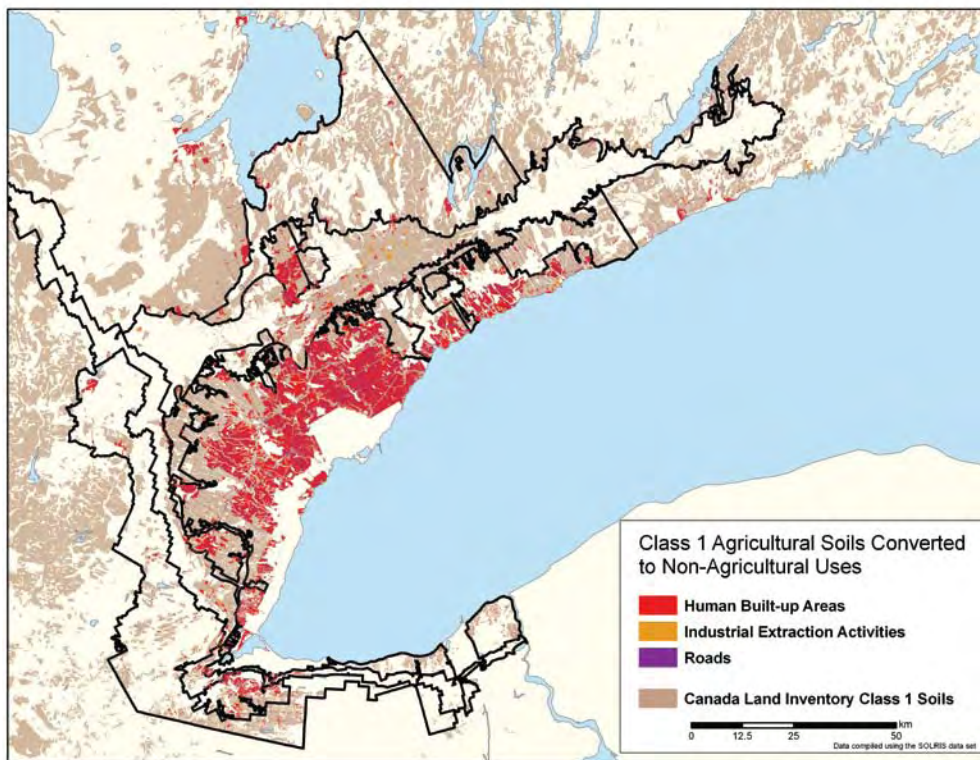 Class 1 Agricultural Soils Converted
to Non-Agricultural Uses
Human Built-up Areas
Industrial Extraction Activities
Roads
Canada Land Inventory Class 1 Soils
km
0 12.5 25 50
Data compiled using the SOLRIS data set